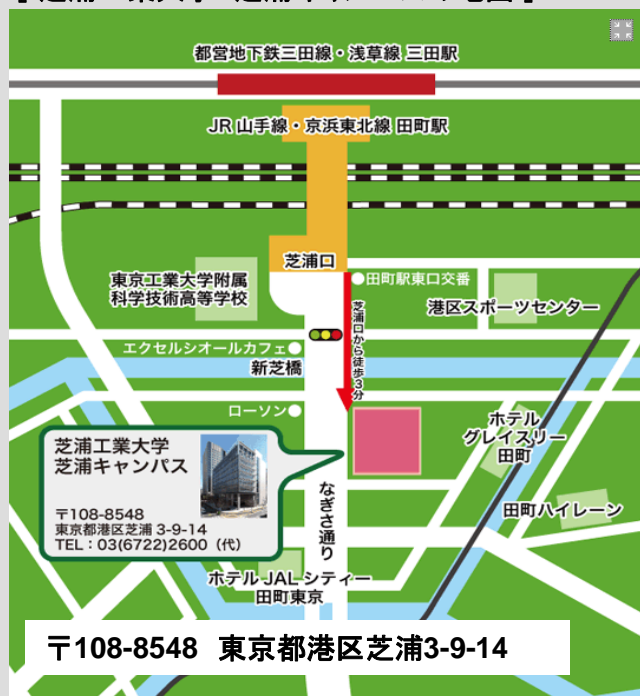 都営地下鉄三田線・浅草線 三田駅
JR 山手線・京浜東北線 田町駅
芝浦口
田町駅東口交番
東京工業大学附属
科学技術高等学校
港区スポーツセンター
芝浦口から徒歩3分
エクセルシオールカフェ
新芝橋
ローソン
ホテル
グレイスリー
田町
芝浦工業大学
芝浦キャンパス
〒108-8548
東京都港区芝浦 3-9-14
TEL：03(6722)2600（代）
なぎさ通り
田町ハイレーン
ホテル JAL シティー
田町東京
〒108-8548 東京都港区芝浦3-9-14